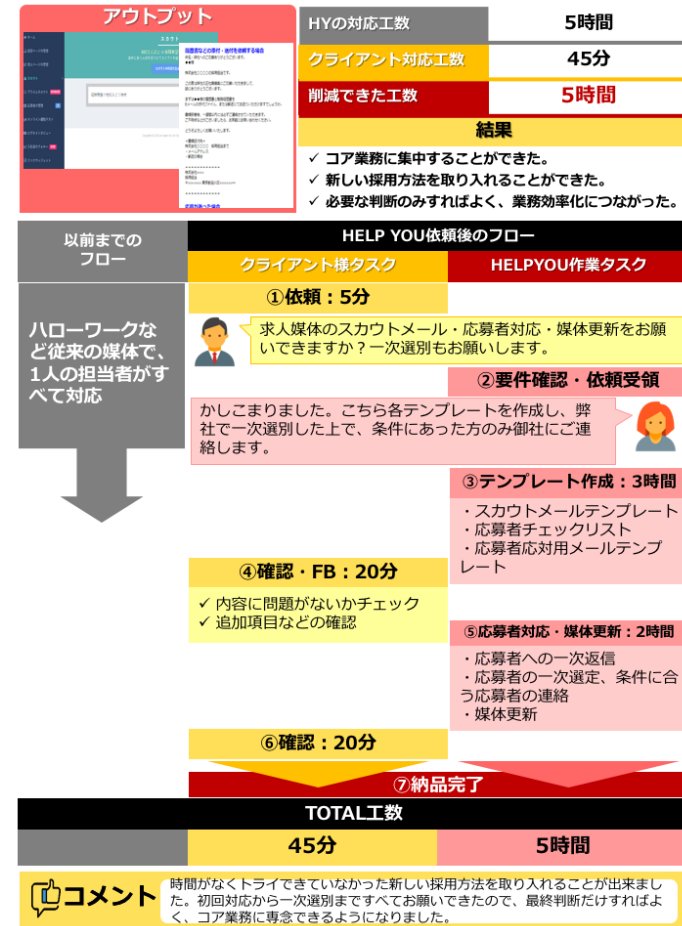 アウトプット
スカウト
履歴書などの添付・送付を依頼する場合
HYの対応工数
5時間
クライアント対応工数
45分
削減できた工数
5時間
結果
✓ コア業務に集中することができた。
✓ 新しい採用方法を取り入れることができた。
✓ 必要な判断のみすればよく、業務効率化につながった。
以前までの
フロー
HELP YOU依頼後のフロー
クライアント様タスク
HELPYOU作業タスク
ハローワークな
ど従来の媒体で、
1人の担当者がす
べて対応
①依頼：5分
求人媒体のスカウトメール・応募者対応・媒体更新をお願
いできますか？一次選別もお願いします。
②要件確認・依頼受領
かしこまりました。こちら各テンプレートを作成し、弊
社で一次選別した上で、条件にあった方のみ御社にご連
絡します。
③テンプレート作成：3時間
・スカウトメールテンプレート
・応募者チェックリスト
・応募者応対用メールテンプ
レート
④確認・FB：20分
✓ 内容に問題がないかチェック
✓ 追加項目などの確認
⑤応募者対応・媒体更新：2時間
・応募者への一次返信
・応募者の一次選定、条件に合
う応募者の連絡
・媒体更新
⑥確認：20分
⑦納品完了
TOTAL工数
45分
5時間
コメント
時間がなくトライできていなかった新しい採用方法を取り入れることが出来まし
た。初回対応から一次選別まですべてお願いできたので、最終判断だけすればよ
く、コア業務に専念できるようになりました。